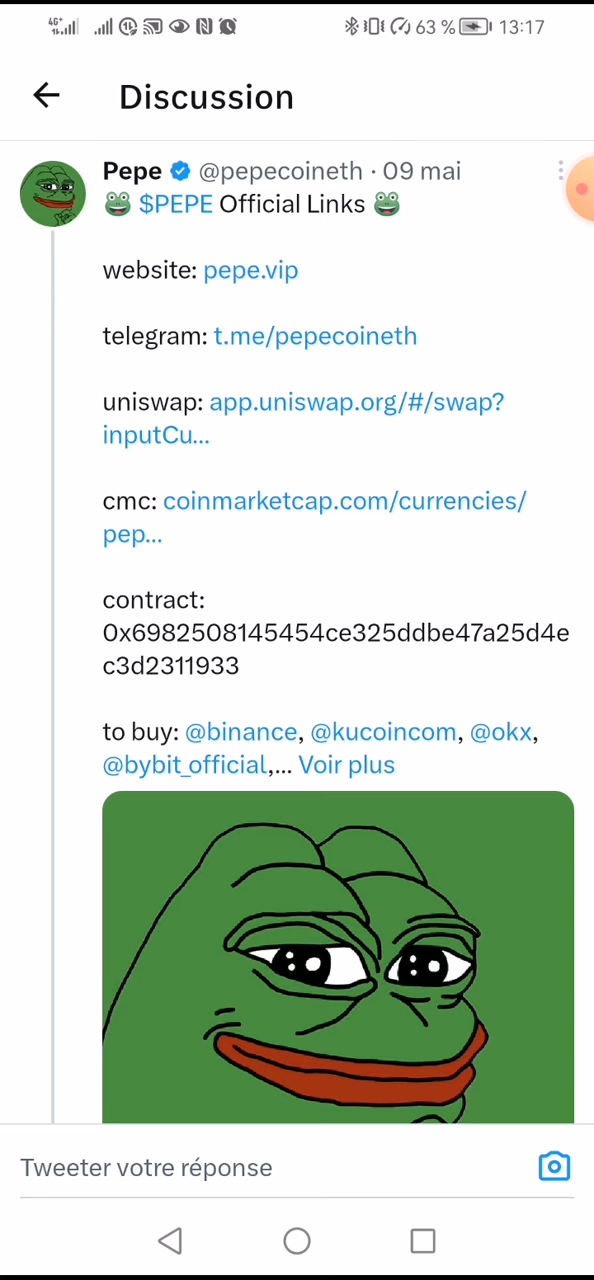 4G+ 63 % 13:17
Discussion
Pepe @pepecoineth · 09 mai
🐸 $PEPE Official Links 🐸
website: pepe.vip
telegram: t.me/pepecoineth
uniswap: app.uniswap.org/#/swap?
inputCu...
cmc: coinmarketcap.com/currencies/
pep...
contract:
0x6982508145454ce325ddbe47a25d4e
c3d2311933
to buy: @binance, @kucoincom, @okx,
@bybit_official,... Voir plus
Tweeter votre réponse